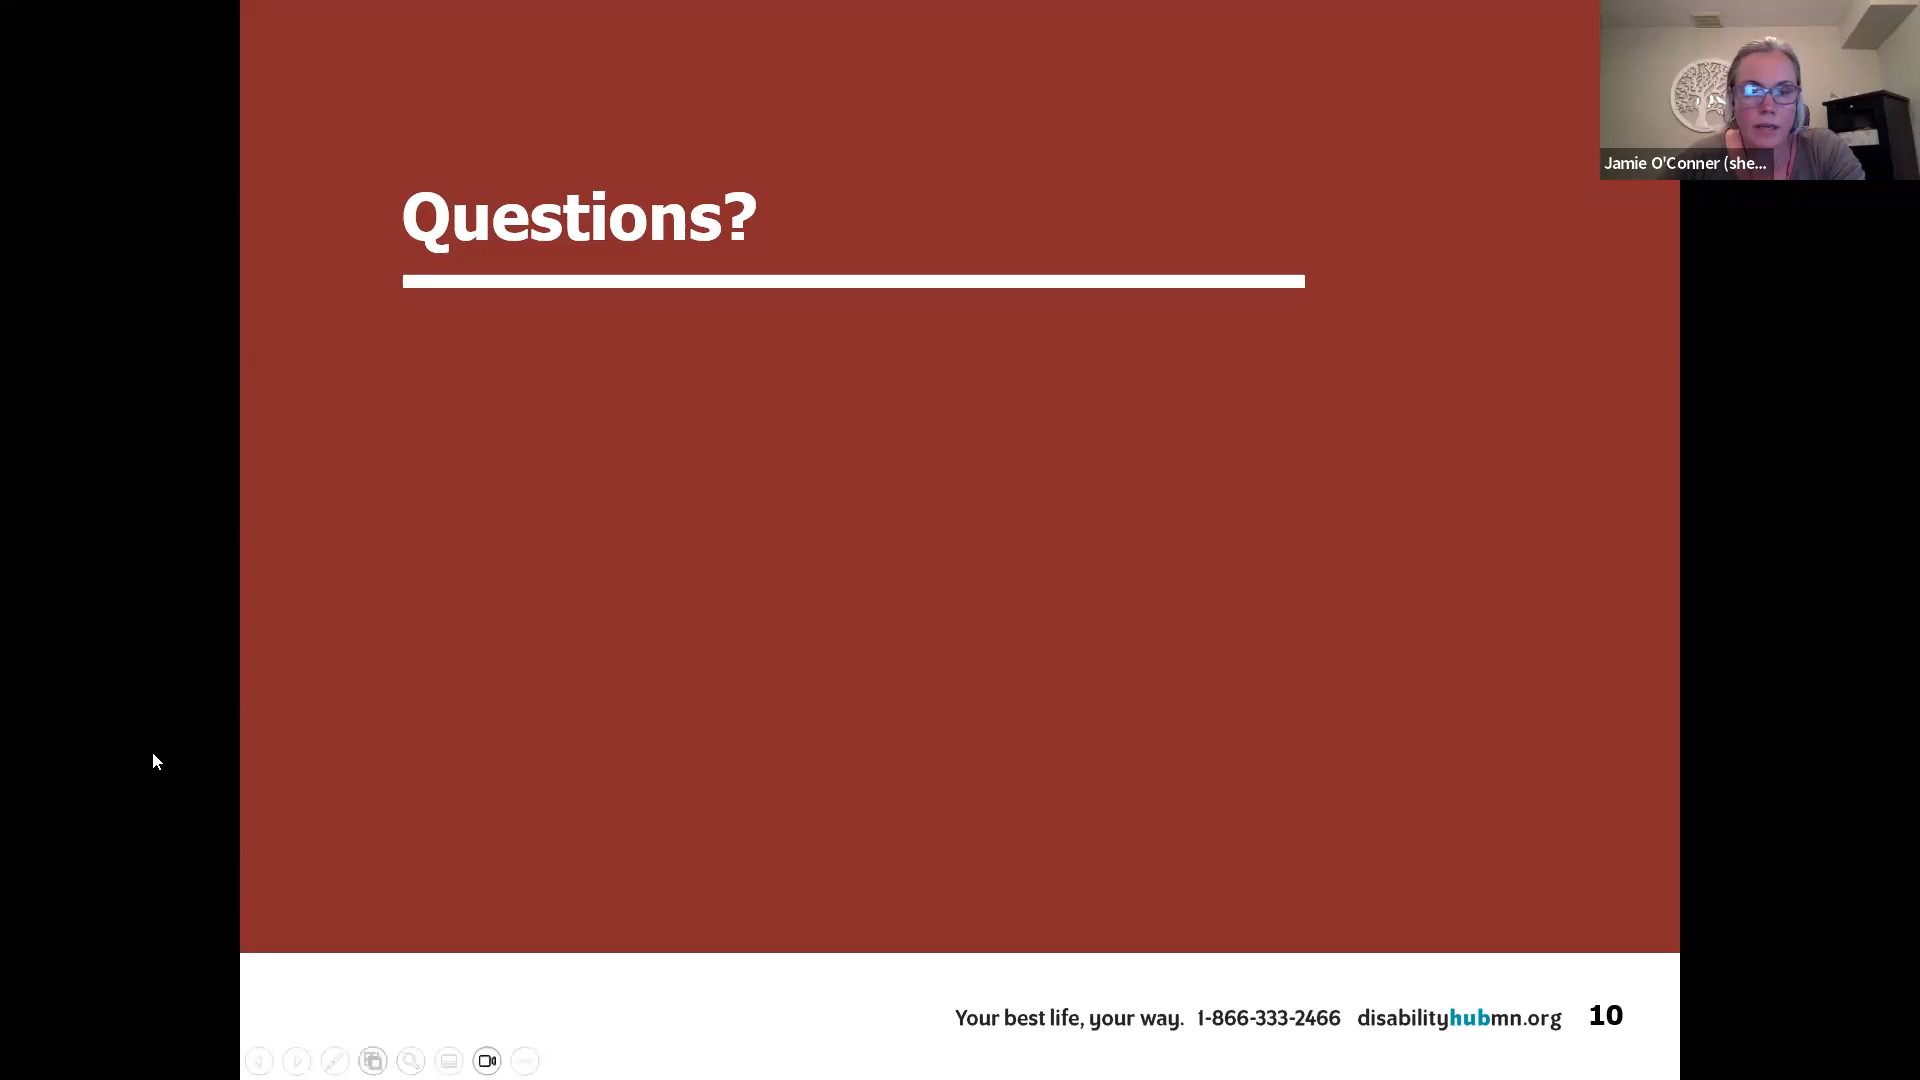 Jamie O'Conner (she...
Questions?
Your best life, your way. 1-866-333-2466 disabilityhubmn.org 10